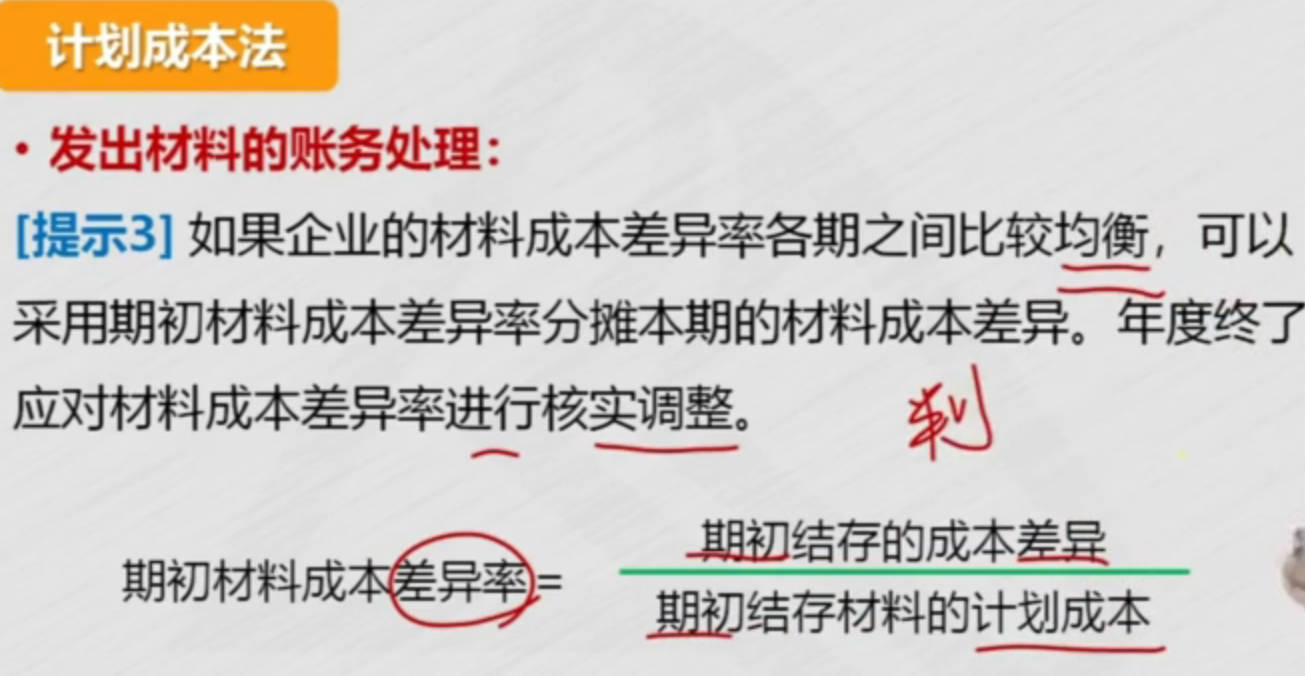 计划成本法
• 发出材料的账务处理：
[提示3] 如果企业的材料成本差异率各期之间比较均衡，可以
采用期初材料成本差异率分摊本期的材料成本差异。年度终了
应对材料成本差异率进行核实调整。
期初结存的成本差异
期初材料成本差异率=
期初结存材料的计划成本